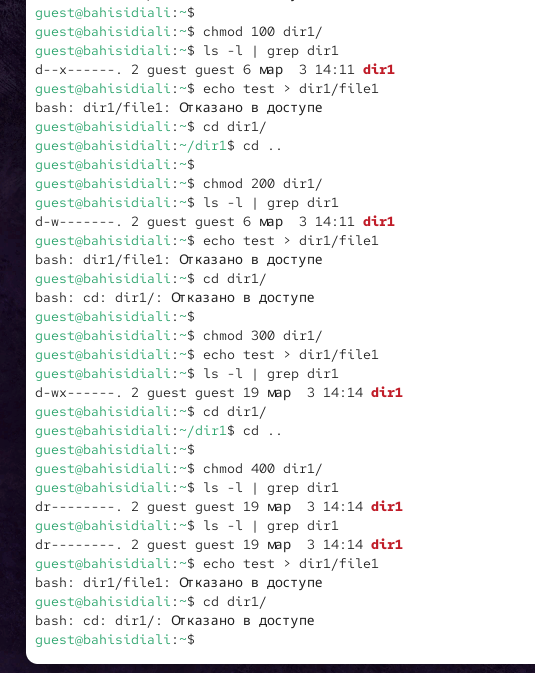 guest@bahisidiali:~$
guest@bahisidiali:~$ chmod 100 dir1/
guest@bahisidiali:~$ ls -l | grep dir1
d--x------. 2 guest guest 6 мар  3 14:11 dir1
guest@bahisidiali:~$ echo test > dir1/file1
bash: dir1/file1: Отказано в доступе
guest@bahisidiali:~$ cd dir1/
guest@bahisidiali:~/dir1$ cd ..
guest@bahisidiali:~$
guest@bahisidiali:~$ chmod 200 dir1/
guest@bahisidiali:~$ ls -l | grep dir1
d-w-------. 2 guest guest 6 мар  3 14:11 dir1
guest@bahisidiali:~$ echo test > dir1/file1
bash: dir1/file1: Отказано в доступе
guest@bahisidiali:~$ cd dir1/
bash: cd: dir1/: Отказано в доступе
guest@bahisidiali:~$
guest@bahisidiali:~$ chmod 300 dir1/
guest@bahisidiali:~$ echo test > dir1/file1
guest@bahisidiali:~$ ls -l | grep dir1
d-wx------. 2 guest guest 19 мар  3 14:14 dir1
guest@bahisidiali:~$ cd dir1/
guest@bahisidiali:~/dir1$ cd ..
guest@bahisidiali:~$
guest@bahisidiali:~$ chmod 400 dir1/
guest@bahisidiali:~$ ls -l | grep dir1
dr--------. 2 guest guest 19 мар  3 14:14 dir1
guest@bahisidiali:~$ ls -l | grep dir1
dr--------. 2 guest guest 19 мар  3 14:14 dir1
guest@bahisidiali:~$ echo test > dir1/file1
bash: dir1/file1: Отказано в доступе
guest@bahisidiali:~$ cd dir1/
bash: cd: dir1/: Отказано в доступе
guest@bahisidiali:~$